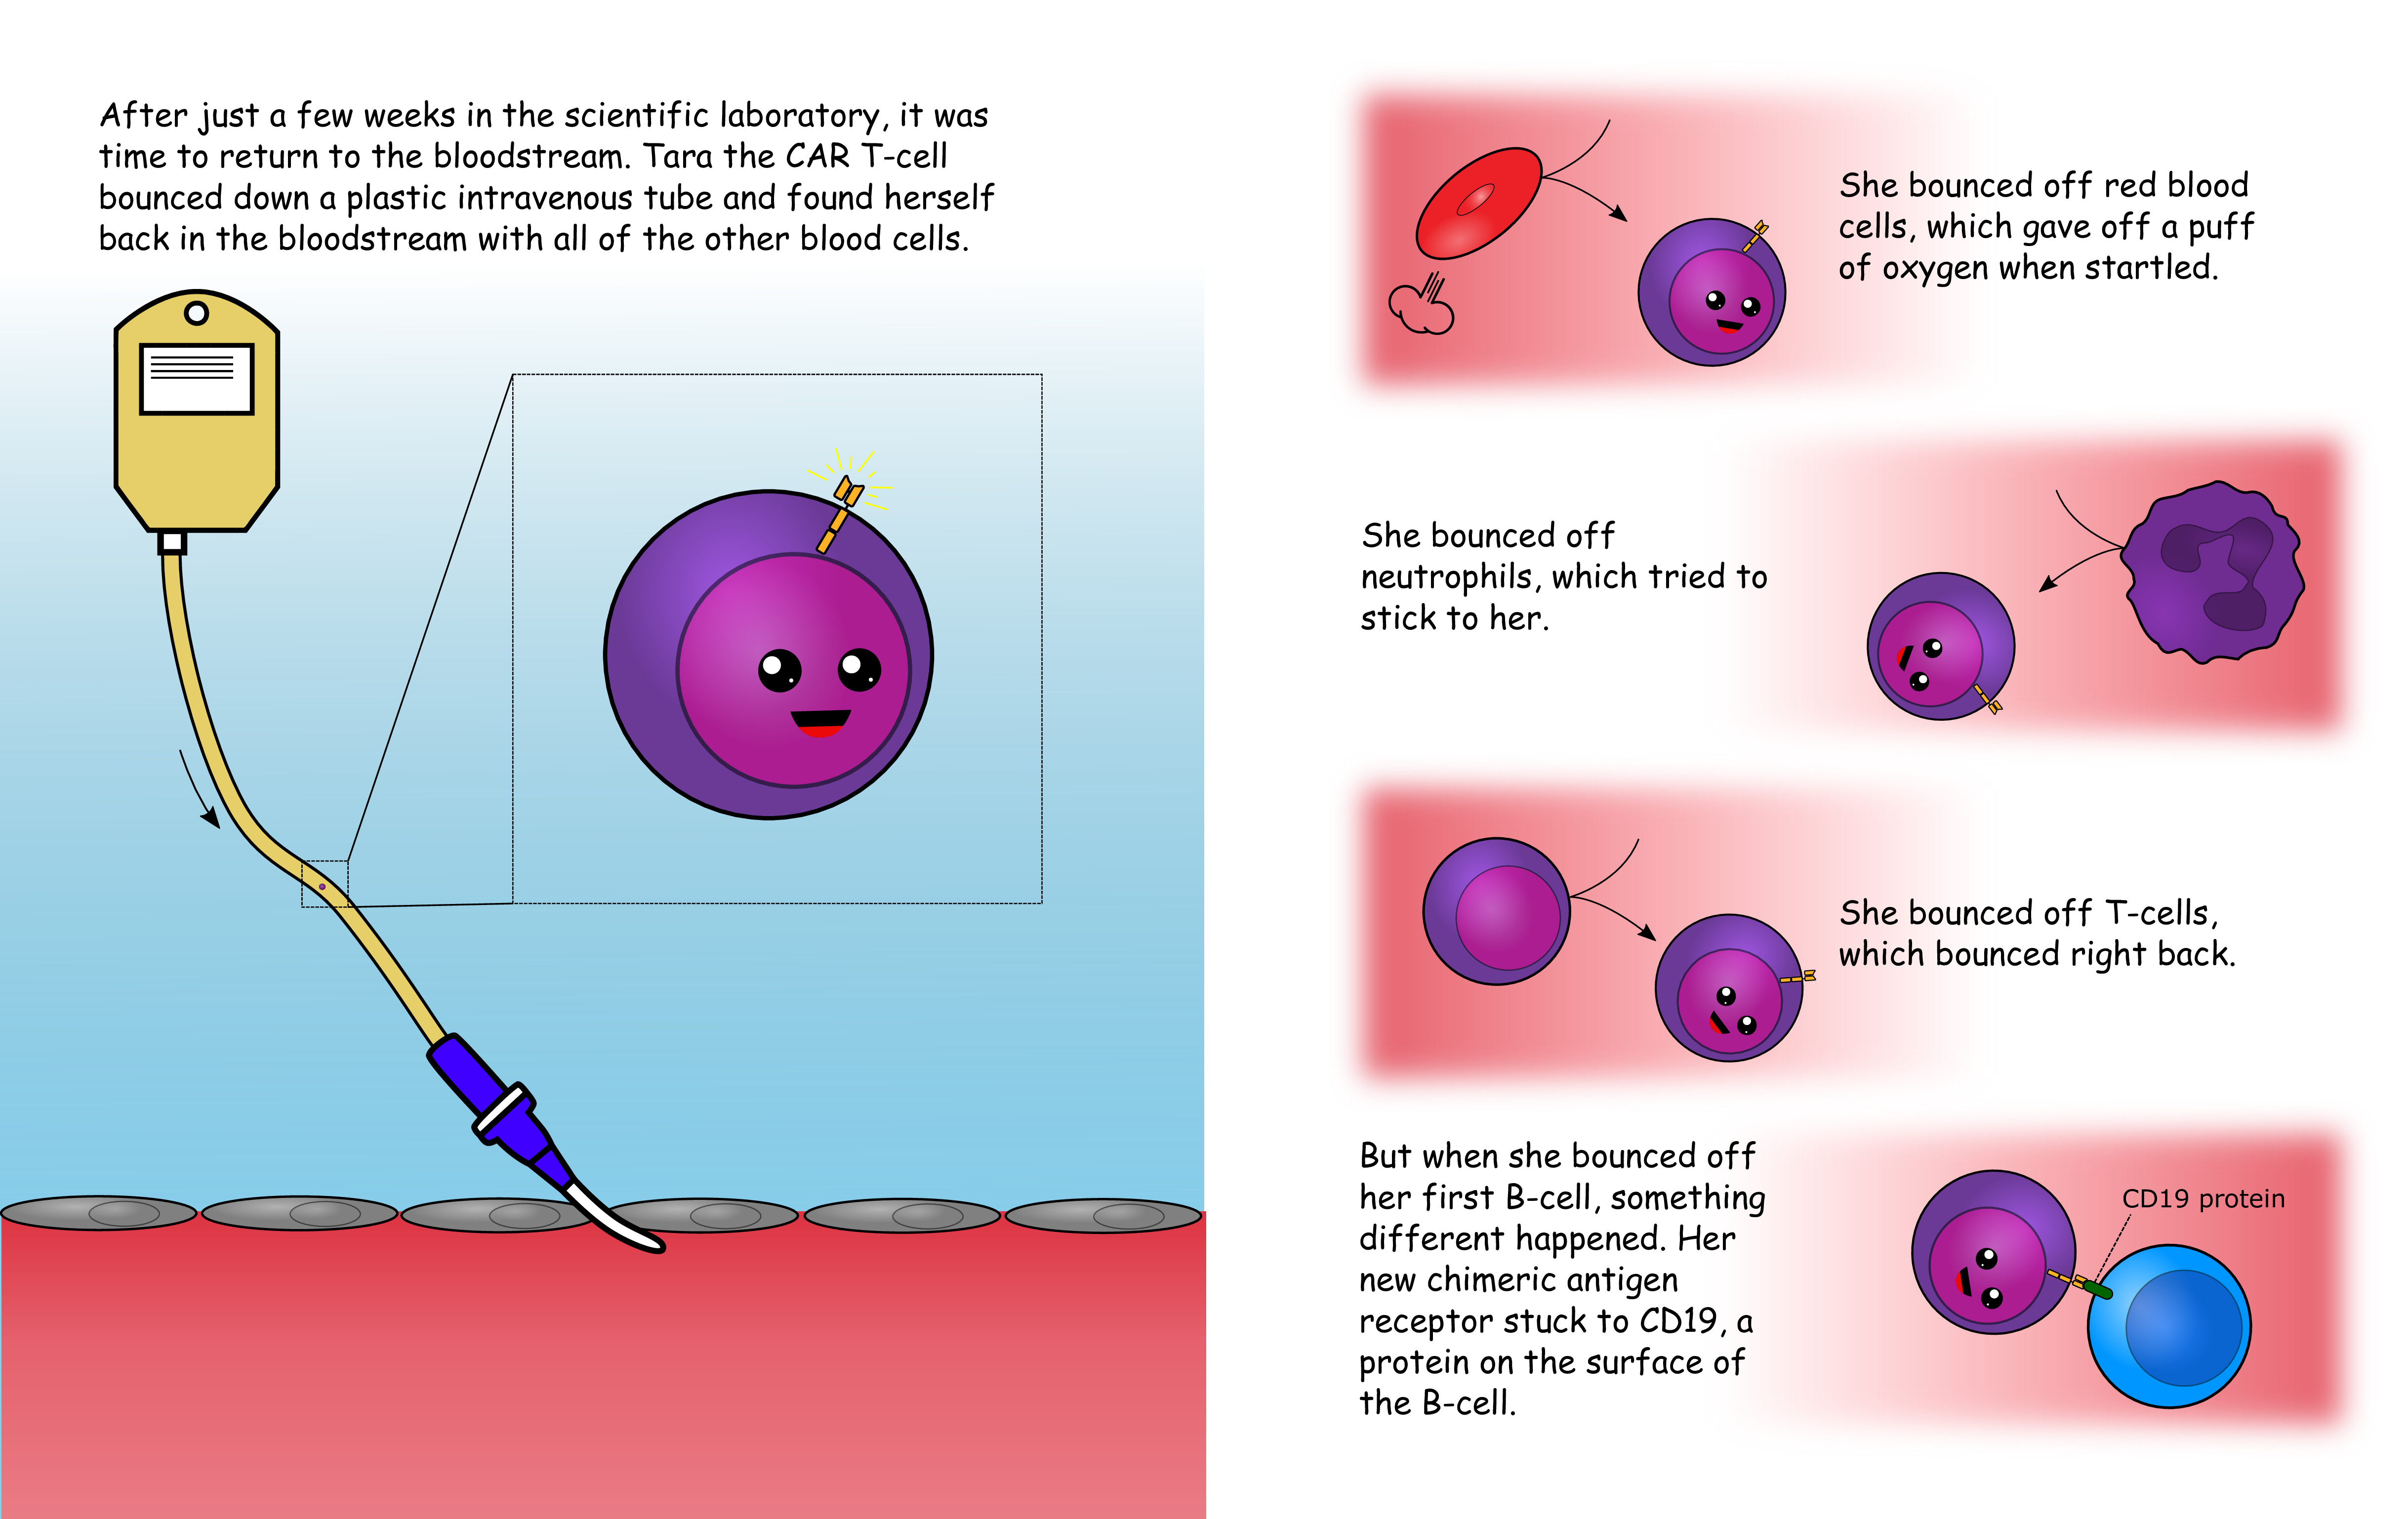 After just a few weeks in the scientific laboratory, it was
time to return to the bloodstream. Tara the CAR T-cell
bounced down a plastic intravenous tube and found herself
back in the bloodstream with all of the other blood cells.
She bounced off red blood
cells, which gave off a puff
of oxygen when startled.
She bounced off
neutrophils, which tried to
stick to her.
She bounced off T-cells,
which bounced right back.
But when she bounced off
her first B-cell, something
different happened. Her
new chimeric antigen
receptor stuck to CD19, a
protein on the surface of
the B-cell.
CD19 protein